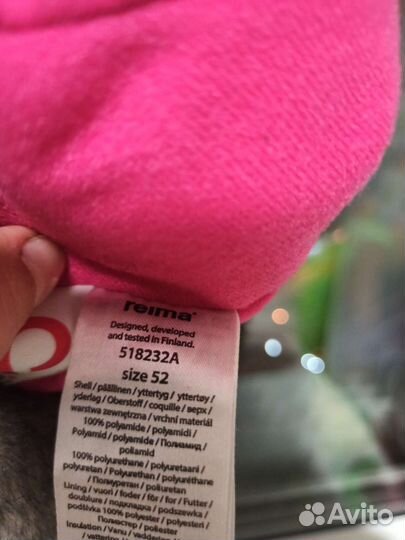 reima®
Designed, developed
and tested in Finland.
518232A
size 52
Shell / päällinen / yttertyg / yttertøy /
yderlag / Oberstoff / coquille / верх /
warstwa zewnętrzna / vrchní materiál
100% polyamide / polyamidi /
Polyamid / polyamide / Полиамид /
poliamid
100% polyurethane / polyuretaani /
polyuretan / Polyurethan / polyuréthane
/ Полиуретан / poliuretan
Lining / vuori / foder / fôr / for / Futter /
doublure / подкладка / podszewka /
podšívka
100% polyester / polyesteri /
Полиэстер / poliester
Insulation /
Avito